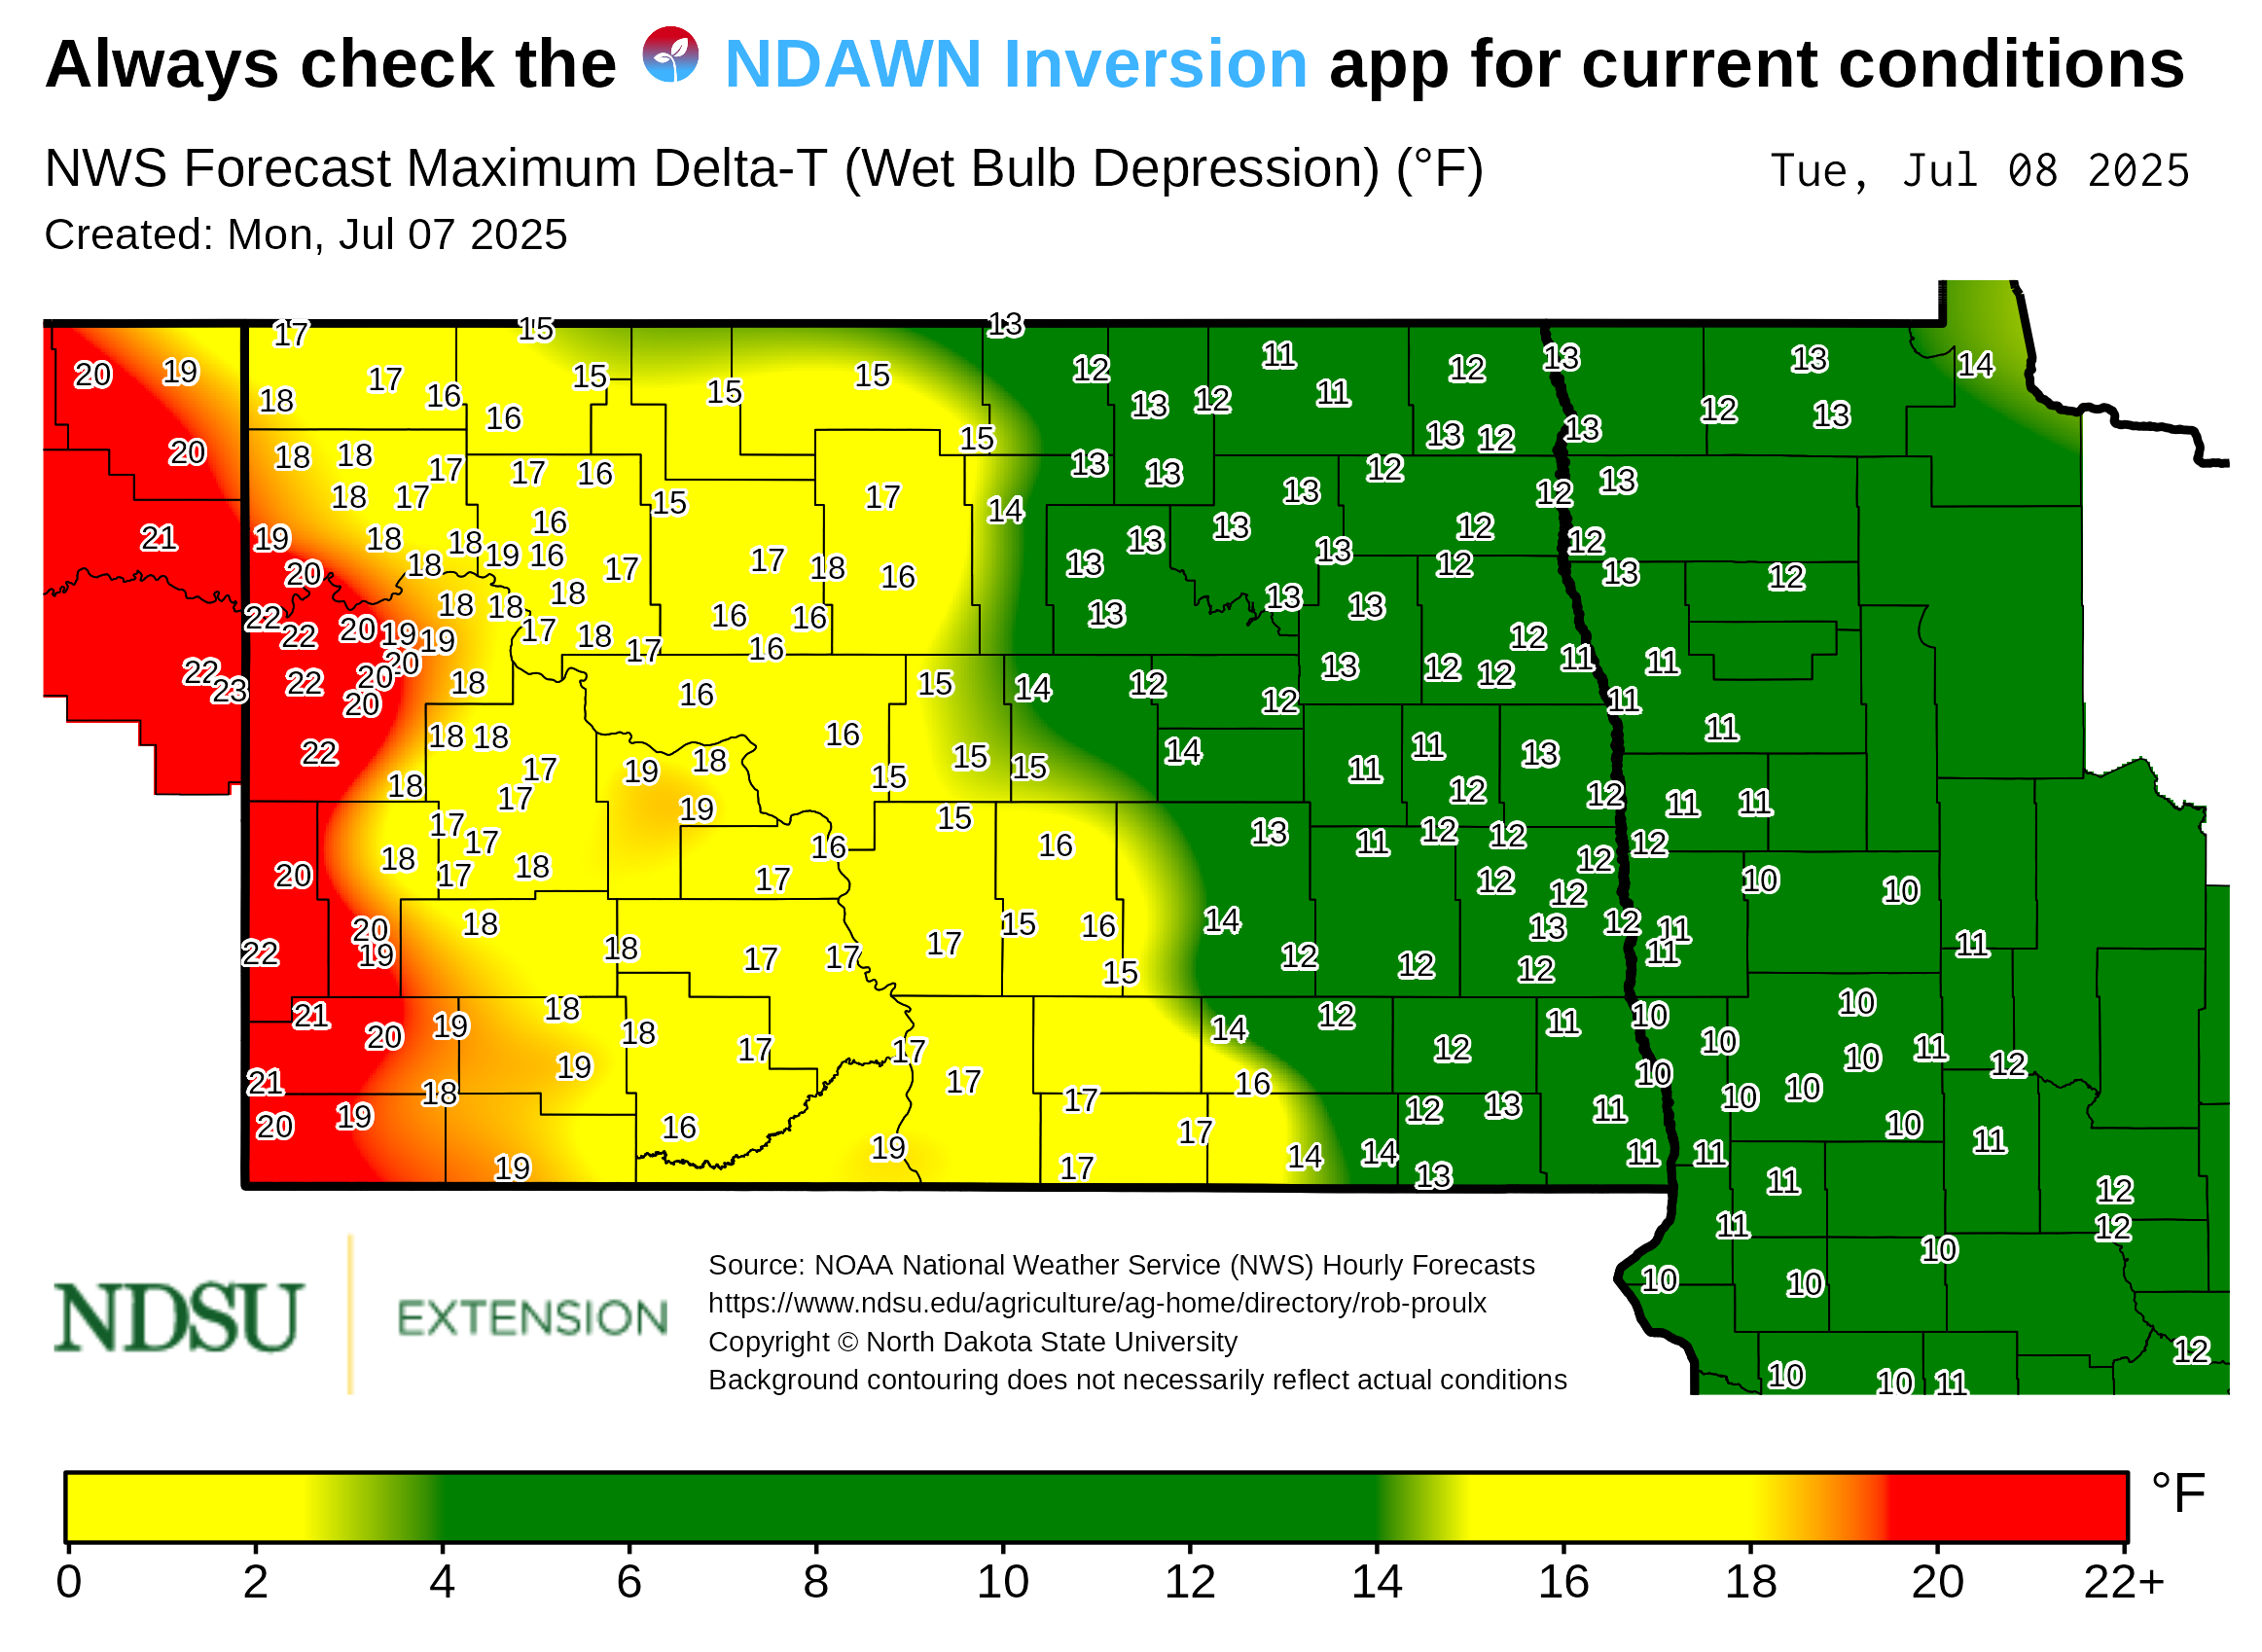 Always check the NDAWN Inversion app for current conditions
NWS Forecast Maximum Delta-T (Wet Bulb Depression) (°F) Tue, Jul 08 2025
Created: Mon, Jul 07 2025
17 15 13
20 19 17 16 15 15 15 12 11 12 13 13 14
18 16 13 12 11 12 13
20 18 18 17 17 16 15 13 13 12 13 12 13
18 17 15 17 14 13 12 13
21 19 18 18 16 13 13 12 12
20 18 19 16 17 17 18 16 13 13 12 13 12
22 18 18 18 16 16 13 13 13
22 20 19 19 17 18 17 16 12 11 11
22 23 22 20 20 20 18 16 15 14 12 12 13 12 12 11
22 18 18 17 19 18 16 15 15 15 14 11 11 13 11
18 17 19 15 12 12 11 11
17 17 16 16 13 11 12 12 12
20 18 17 18 17 12 12 10 10
22 20 19 18 18 17 17 17 15 16 15 14 12 12 12 13 12 12 11 11 11
21 20 19 18 18 17 17 14 12 12 11 10 10 10
21 18 19 17 16 10 10 10 10 11 12
20 19 16 17 17 12 13 11 10
19 19 17 14 14 13 11 11 11 11
12
11 12
10 10 10
12
10 10 11
NDSU EXTENSION
Source: NOAA National Weather Service (NWS) Hourly Forecasts
https://www.ndsu.edu/agriculture/ag-home/directory/rob-proulx
Copyright © North Dakota State University
Background contouring does not necessarily reflect actual conditions
°F
0 2 4 6 8 10 12 14 16 18 20 22+